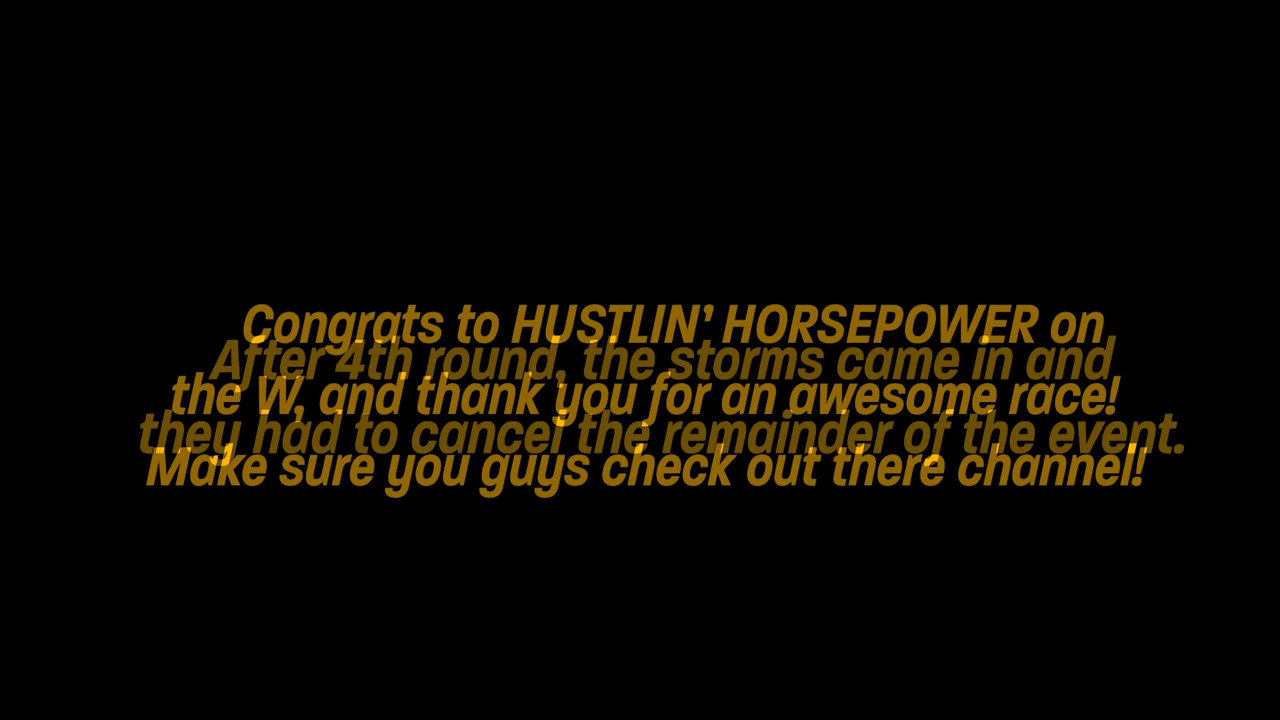 Congrats to HUSTLIN’ HORSEPOWER on
After 4th round, the storms came in and
the W, and thank you for an awesome race!
they had to cancel the remainder of the event.
Make sure you guys check out there channel!